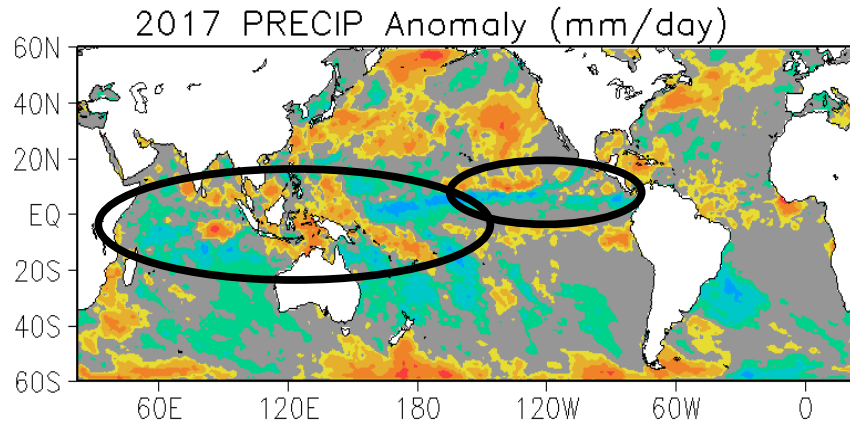 2017 PRECIP Anomaly (mm/day)
60N
40N
20N
EQ
20S
40S
60S
60E 120E 180 120W 60W 0